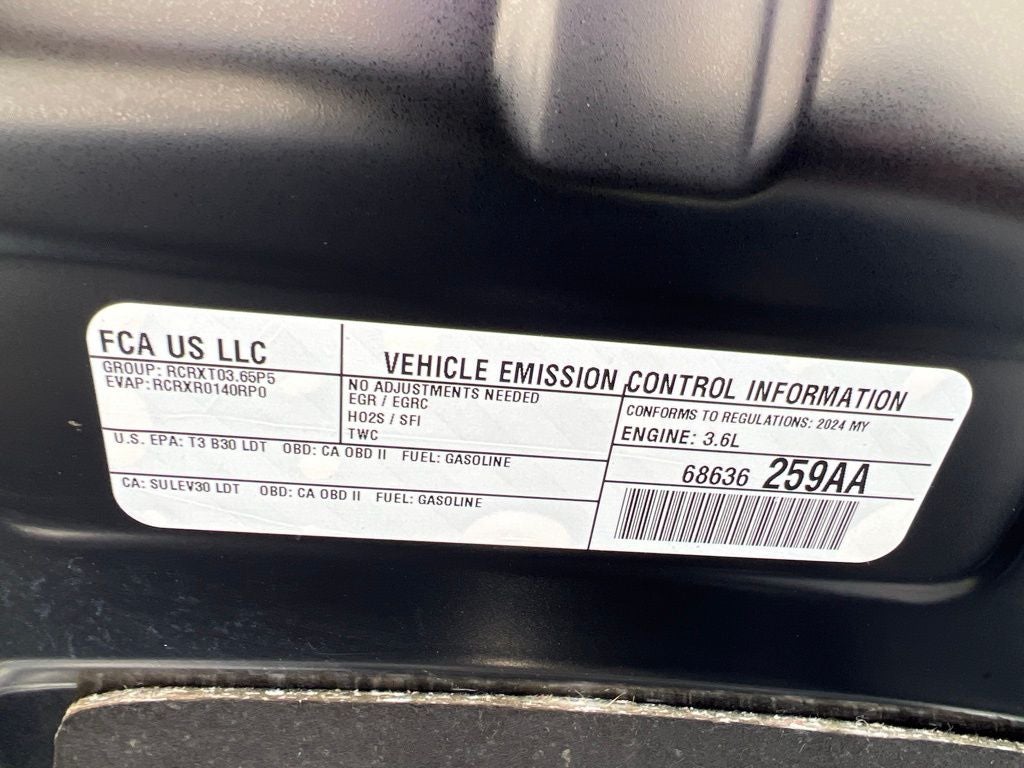 FCA US LLC
VEHICLE EMISSION CONTROL INFORMATION
GROUP: RCRXT03.65P5
EVAP:RCRXR0140RP0
NO ADJUSTMENTS NEEDED
EGR / EGRC
HO2S / SFI
TWC
CONFORMS TO REGULATIONS: 2024 MY
ENGINE: 3.6L
U.S. EPA: T3 B30 LDT OBD: CA OBD II FUEL: GASOLINE
CA: SULEV30 LDT OBD: CA OBD II FUEL: GASOLINE
68636 259AA